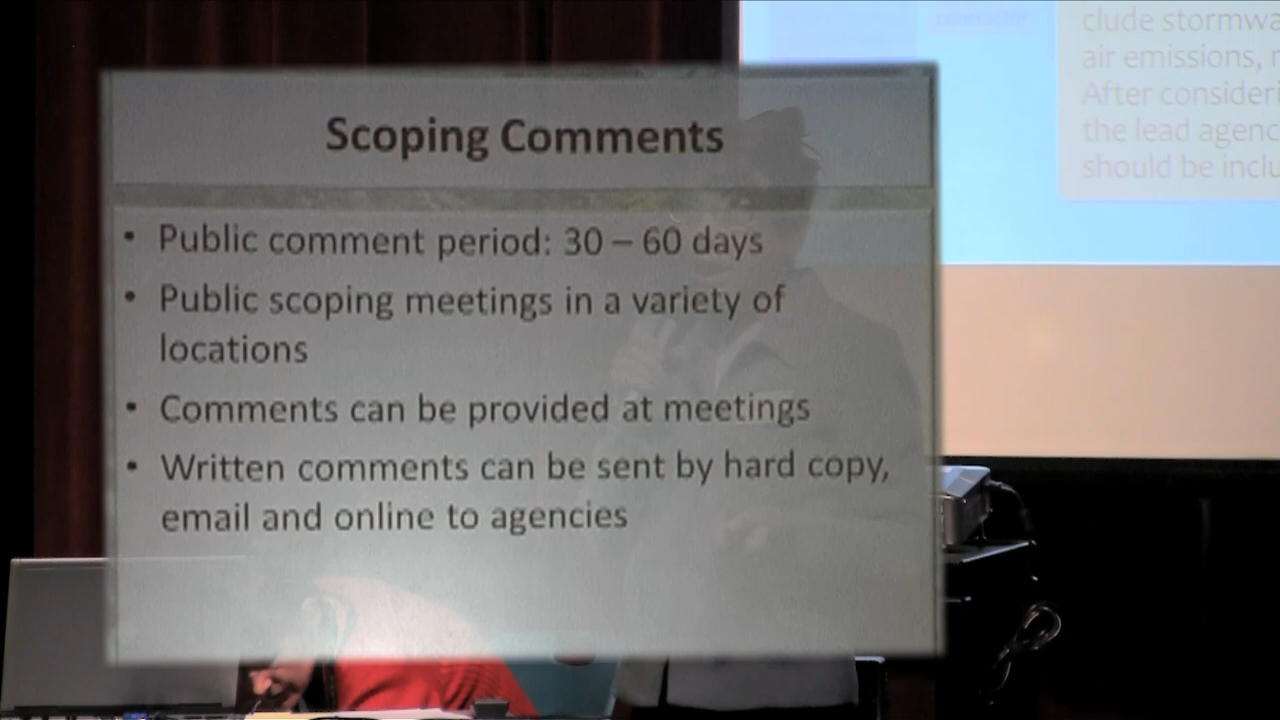 Scoping Comments
• Public comment period: 30 – 60 days
• Public scoping meetings in a variety of
locations
• Comments can be provided at meetings
• Written comments can be sent by hard copy,
email and online to agencies
clude stormwa
air emissions, r
After consideri
the lead agenc
should be inclu